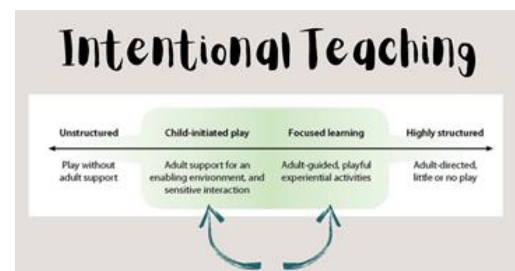 Intentional Teaching
Unstructured
Child-initiated play
Focused learning
Highly structured
Play without
adult support
Adult support for an
enabling environment, and
sensitive interaction
Adult-guided, playful
experiential activities
Adult-directed,
little or no play